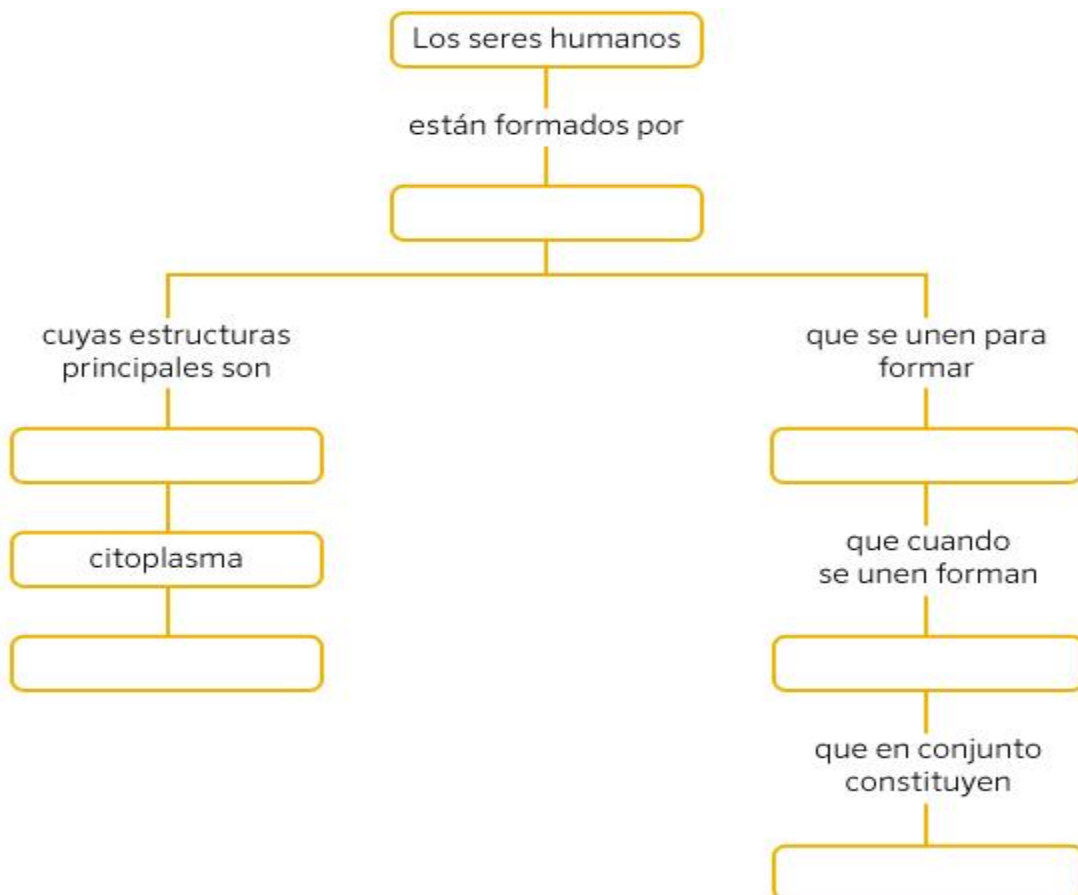 Los seres humanos
están formados por
cuyas estructuras
principales son
citoplasma
que se unen para
formar
que cuando
se unen forman
que en conjunto
constituyen